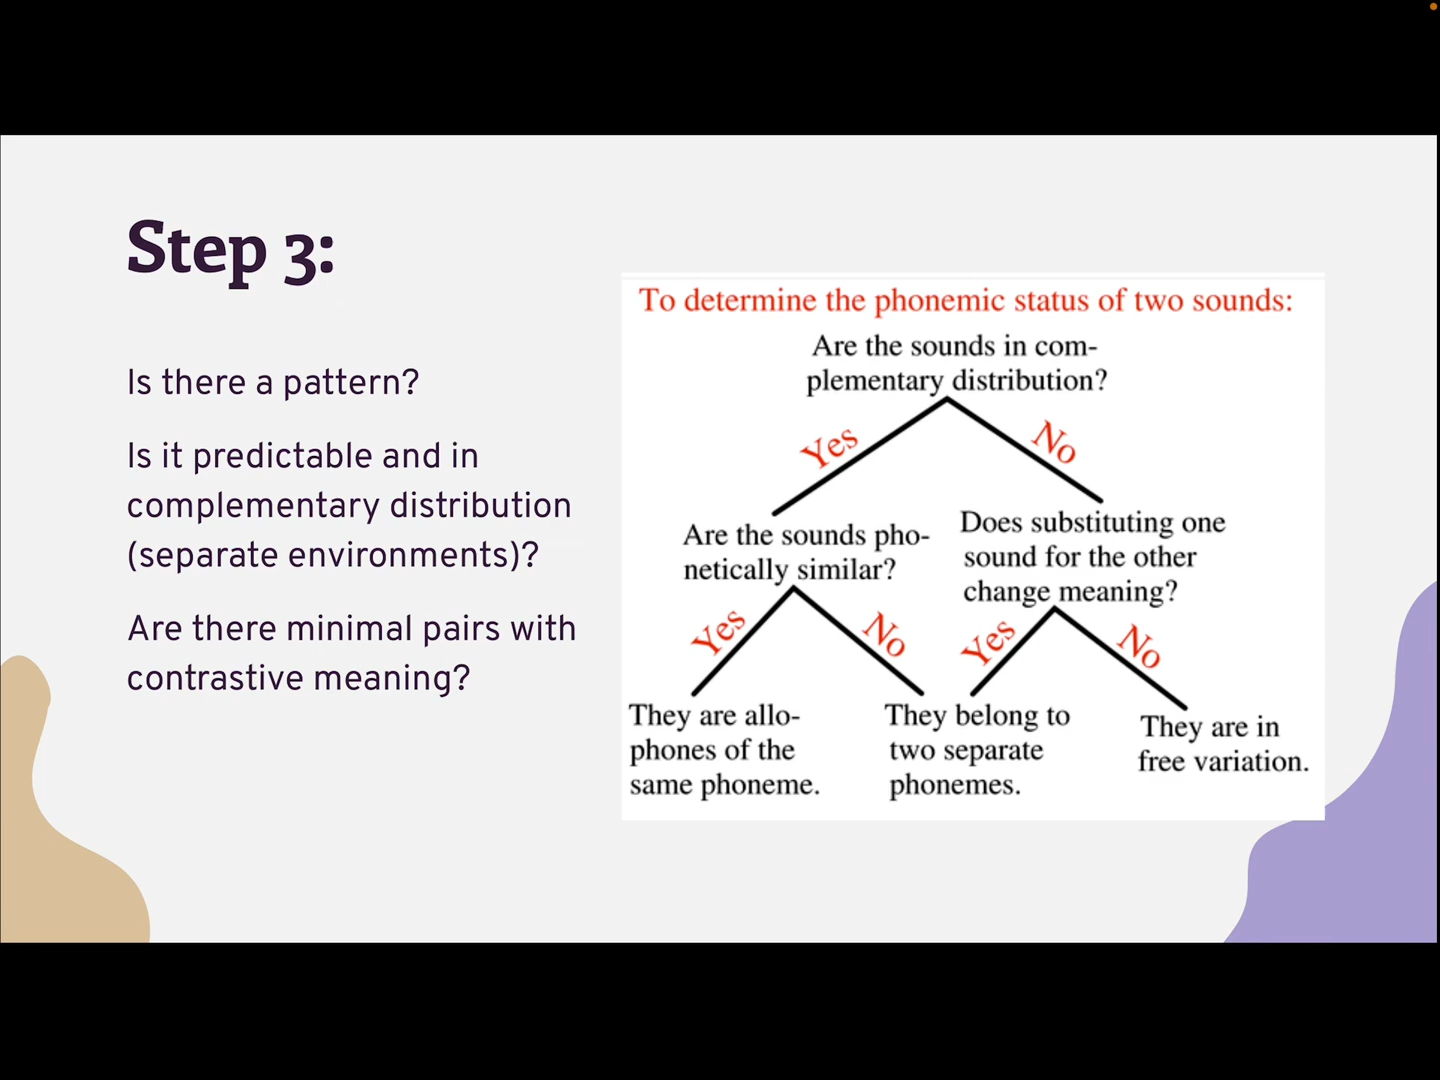 Step 3:
Is there a pattern?
Is it predictable and in
complementary distribution
(separate environments)?
Are there minimal pairs with
contrastive meaning?
To determine the phonemic status of two sounds:
Are the sounds in com-
plementary distribution?
Yes
No
Are the sounds pho-
netically similar?
Does substituting one
sound for the other
change meaning?
Yes
No
Yes
No
They are allo-
phones of the
same phoneme.
They belong to
two separate
phonemes.
They are in
free variation.